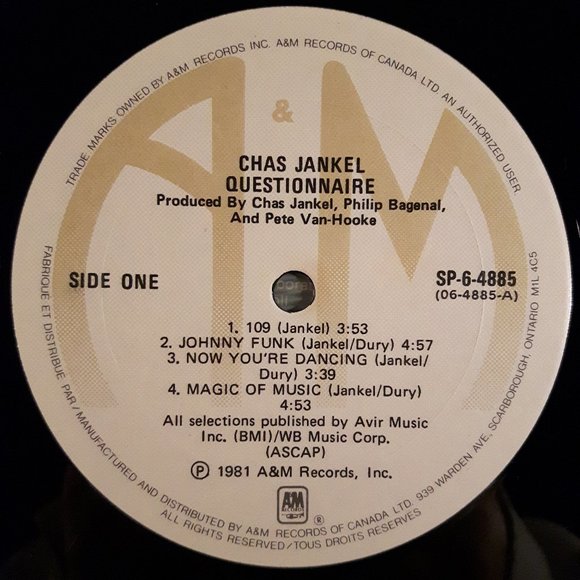 TRADE MARKS OWNED BY A&M RECORDS INC. A&M RECORDS OF CANADA LTD. AN AUTHORIZED USER.
A & M
CHAS JANKEL
QUESTIONNAIRE
Produced By Chas Jankel, Philip Bagenal,
And Pete Van-Hooke
SIDE ONE
SP-6-4885
(06-4885-A)
1. 109 (Jankel) 3:53
2. JOHNNY FUNK (Jankel/Dury) 4:57
3. NOW YOU'RE DANCING (Jankel/
Dury) 3:39
4. MAGIC OF MUSIC (Jankel/Dury)
4:53
All selections published by Avir Music
Inc. (BMI)/WB Music Corp.
(ASCAP)
℗ 1981 A&M Records, Inc.
A&M
RECORDS
®
FABRIQUE ET DISTRIBUE PAR / MANUFACTURED AND DISTRIBUTED BY A&M RECORDS OF CANADA LTD. 939 WARDEN AVE, SCARBOROUGH, ONTARIO M1L 4C5
ALL RIGHTS RESERVED / TOUS DROITS RESERVES